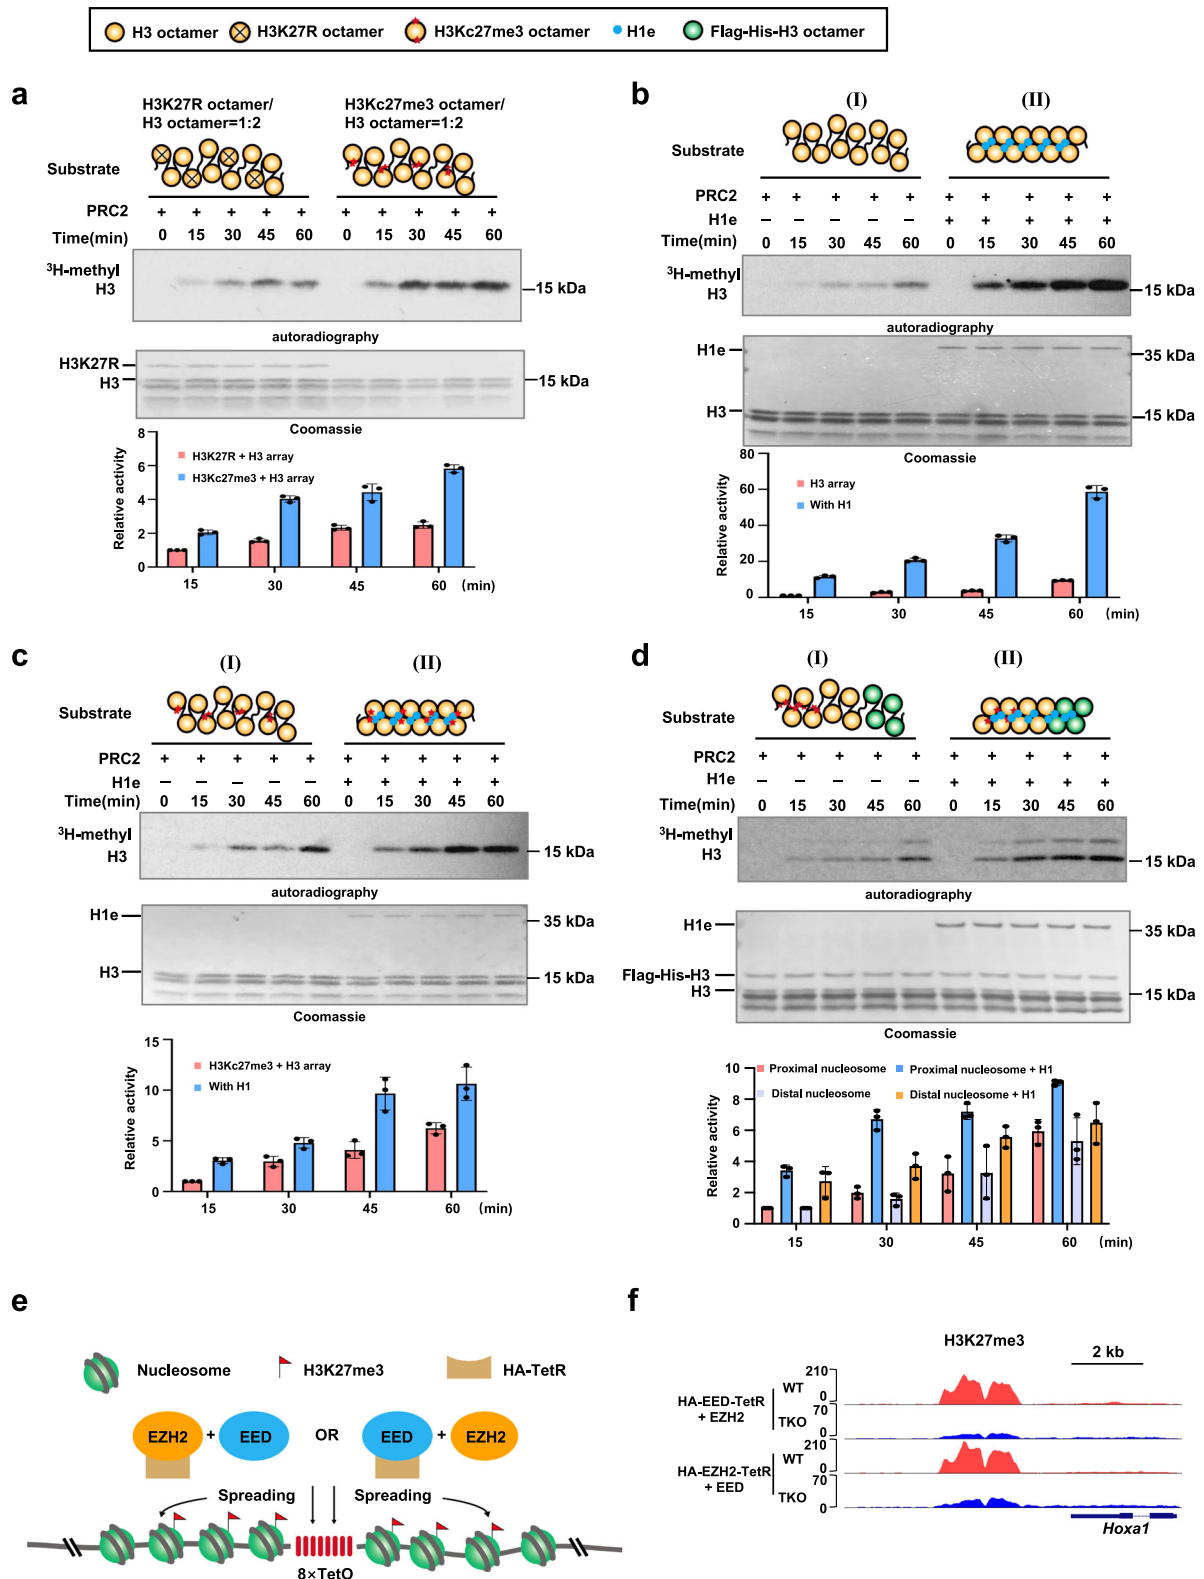 H3 octamer H3K27R octamer H3Kc27me3 octamer H1e Flag-His-H3 octamer
a
H3K27R octamer/
H3 octamer=1:2
H3Kc27me3 octamer/
H3 octamer=1:2
Substrate
PRC2 + + + + + + + + + +
Time(min) 0 15 30 45 60 0 15 30 45 60
³H-methyl
H3
15 kDa
autoradiography
H3K27R
H3
15 kDa
Coomassie
Relative activity
8
6
4
2
0
H3K27R + H3 array
H3Kc27me3 + H3 array
15 30 45 60 (min)
b
(I) (II)
Substrate
PRC2 + + + + + + + + + +
H1e − − − − − + + + + +
Time(min) 0 15 30 45 60 0 15 30 45 60
³H-methyl
H3
15 kDa
autoradiography
H1e
35 kDa
H3
15 kDa
Coomassie
Relative activity
80
60
40
20
0
H3 array
With H1
15 30 45 60 (min)
c
(I) (II)
Substrate
PRC2 + + + + + + + + + +
H1e − − − − − + + + + +
Time(min) 0 15 30 45 60 0 15 30 45 60
³H-methyl
H3
15 kDa
autoradiography
H1e
35 kDa
H3
15 kDa
Coomassie
Relative activity
15
10
5
0
H3Kc27me3 + H3 array
With H1
15 30 45 60 (min)
d
(I) (II)
Substrate
PRC2 + + + + + + + + + +
H1e − − − − − + + + + +
Time(min) 0 15 30 45 60 0 15 30 45 60
³H-methyl
H3
15 kDa
autoradiography
H1e
35 kDa
Flag-His-H3
H3
15 kDa
Coomassie
Relative activity
10
8
6
4
2
0
Proximal nucleosome Proximal nucleosome + H1
Distal nucleosome Distal nucleosome + H1
15 30 45 60 (min)
e
Nucleosome H3K27me3 HA-TetR
EZH2 + EED OR EED + EZH2
Spreading Spreading
8×TetO
f
H3K27me3
2 kb
HA-EED-TetR
+ EZH2
WT
210
0
TKO
70
0
HA-EZH2-TetR
+ EED
WT
210
0
TKO
70
0
Hoxa1